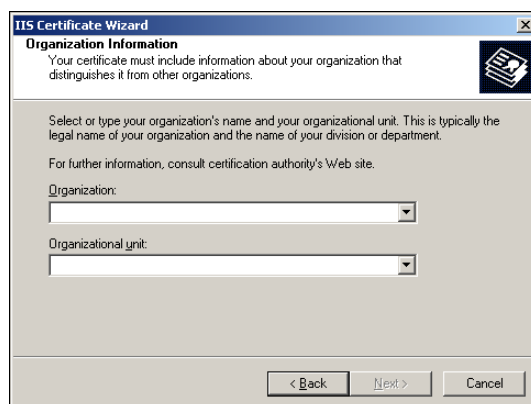 IIS Certificate Wizard
Organization Information
Your certificate must include information about your organization that
distinguishes it from other organizations.
Select or type your organization's name and your organizational unit. This is typically the
legal name of your organization and the name of your division or department.
For further information, consult certification authority's Web site.
Organization:
Organizational unit:
< Back
Next >
Cancel